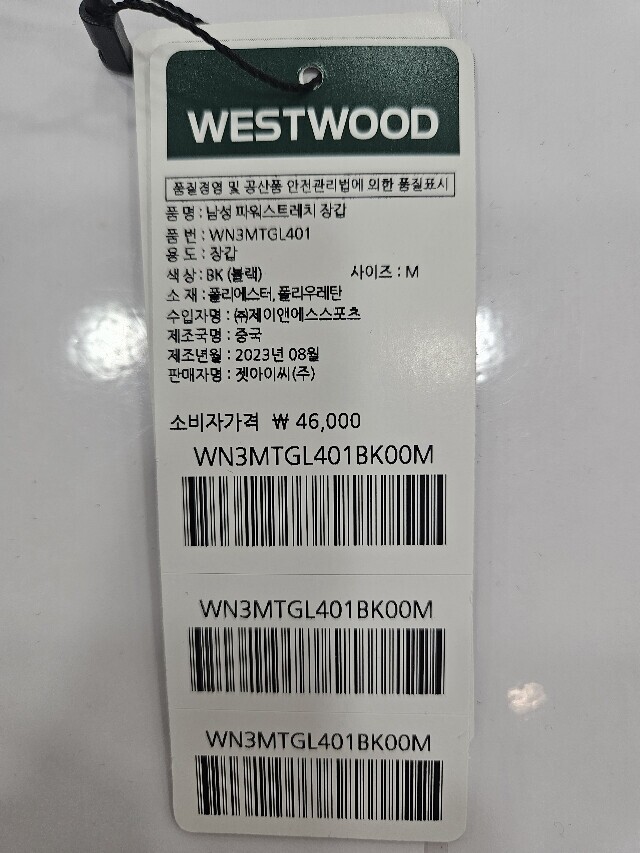 WESTWOOD
품질경영 및 공산품 안전관리법에 의한 품질표시
품 명 : 남성 파워스트레치 장갑
품 번 : WN3MTGL401
용 도 : 장갑
색 상 : BK (블랙) 사이즈 : M
소 재 : 폴리에스터, 폴리우레탄
수입자명 : ㈜제이앤에스스포츠
제조국명 : 중국
제조년월 : 2023년 08월
판매자명 : 젯아이씨(주)
소비자가격 ₩ 46,000
WN3MTGL401BK00M
WN3MTGL401BK00M
WN3MTGL401BK00M